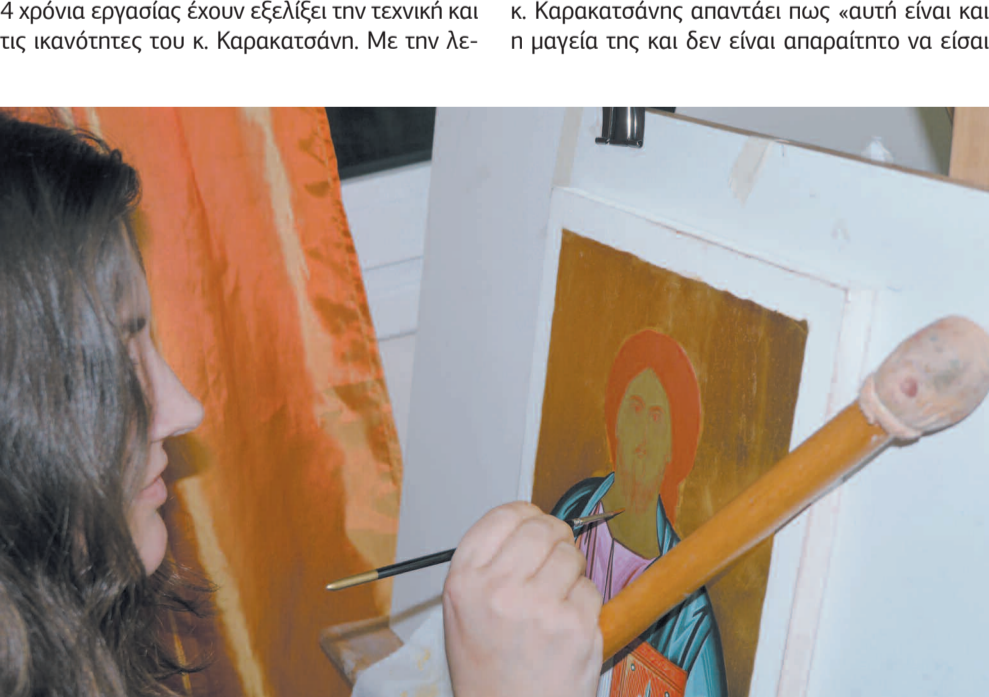 4 χρόνια εργασίας έχουν εξελίξει την τεχνική και
τις ικανότητες του κ. Καρακατσάνη. Με την λε-
κ. Καρακατσάνης απαντάει πως «αυτή είναι και
η μαγεία της και δεν είναι απαραίτητο να είσαι